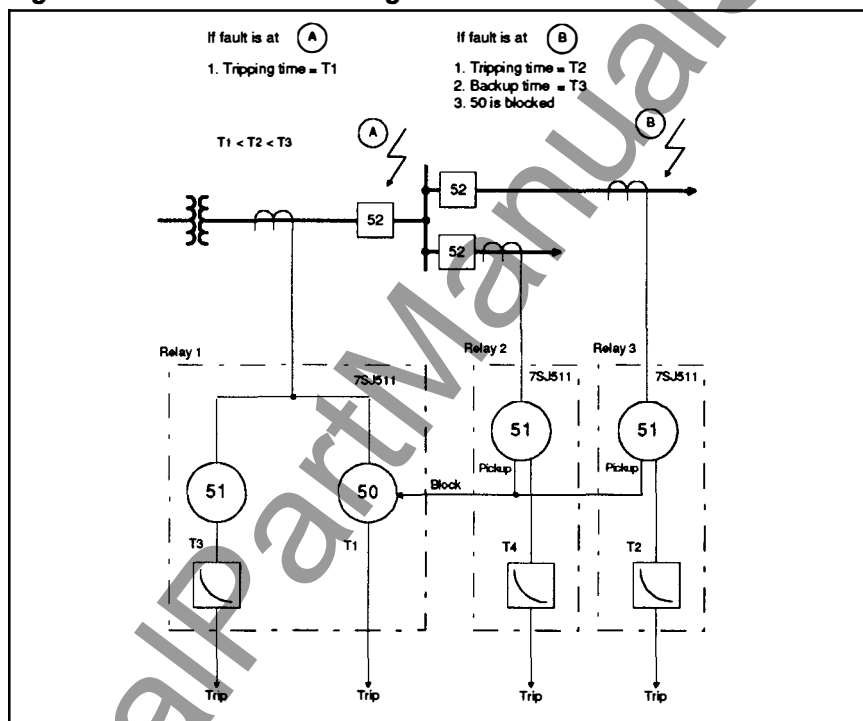 If fault is at A
1. Tripping time = T1
If fault is at B
1. Tripping time = T2
2. Backup time = T3
3. 50 is blocked
T1 < T2 < T3
A
B
52
52
52
Relay 1
7SJ511
Relay 2
7SJ511
Relay 3
7SJ511
51
50
51
51
Pickup
Pickup
Block
T3
T1
T4
T2
Trip
Trip
Trip
Trip